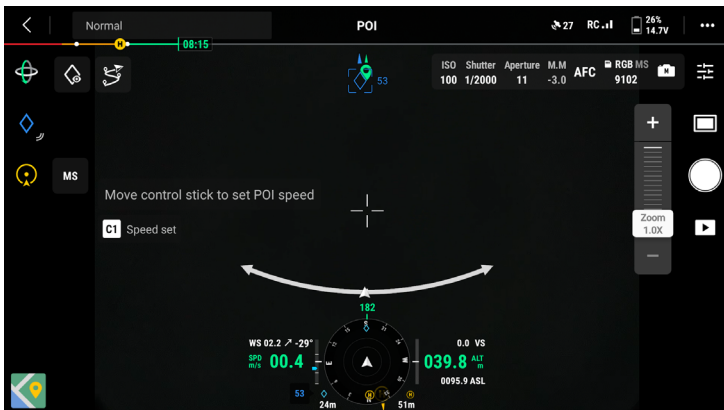 Normal
POI
27
RC
26%
14.7V
H
08:15
53
ISO Shutter Aperture M.M
100 1/2000 11 -3.0
AFC
RGB MS
9102
M
MS
+
Zoom
1.0X
−
Move control stick to set POI speed
C1 Speed set
182
WS 02.2 ↗ -29°
SPD
m/s
00.4
E
W
0.0 VS
039.8
ALT
m
0095.9 ASL
53
24m
H
H
51m